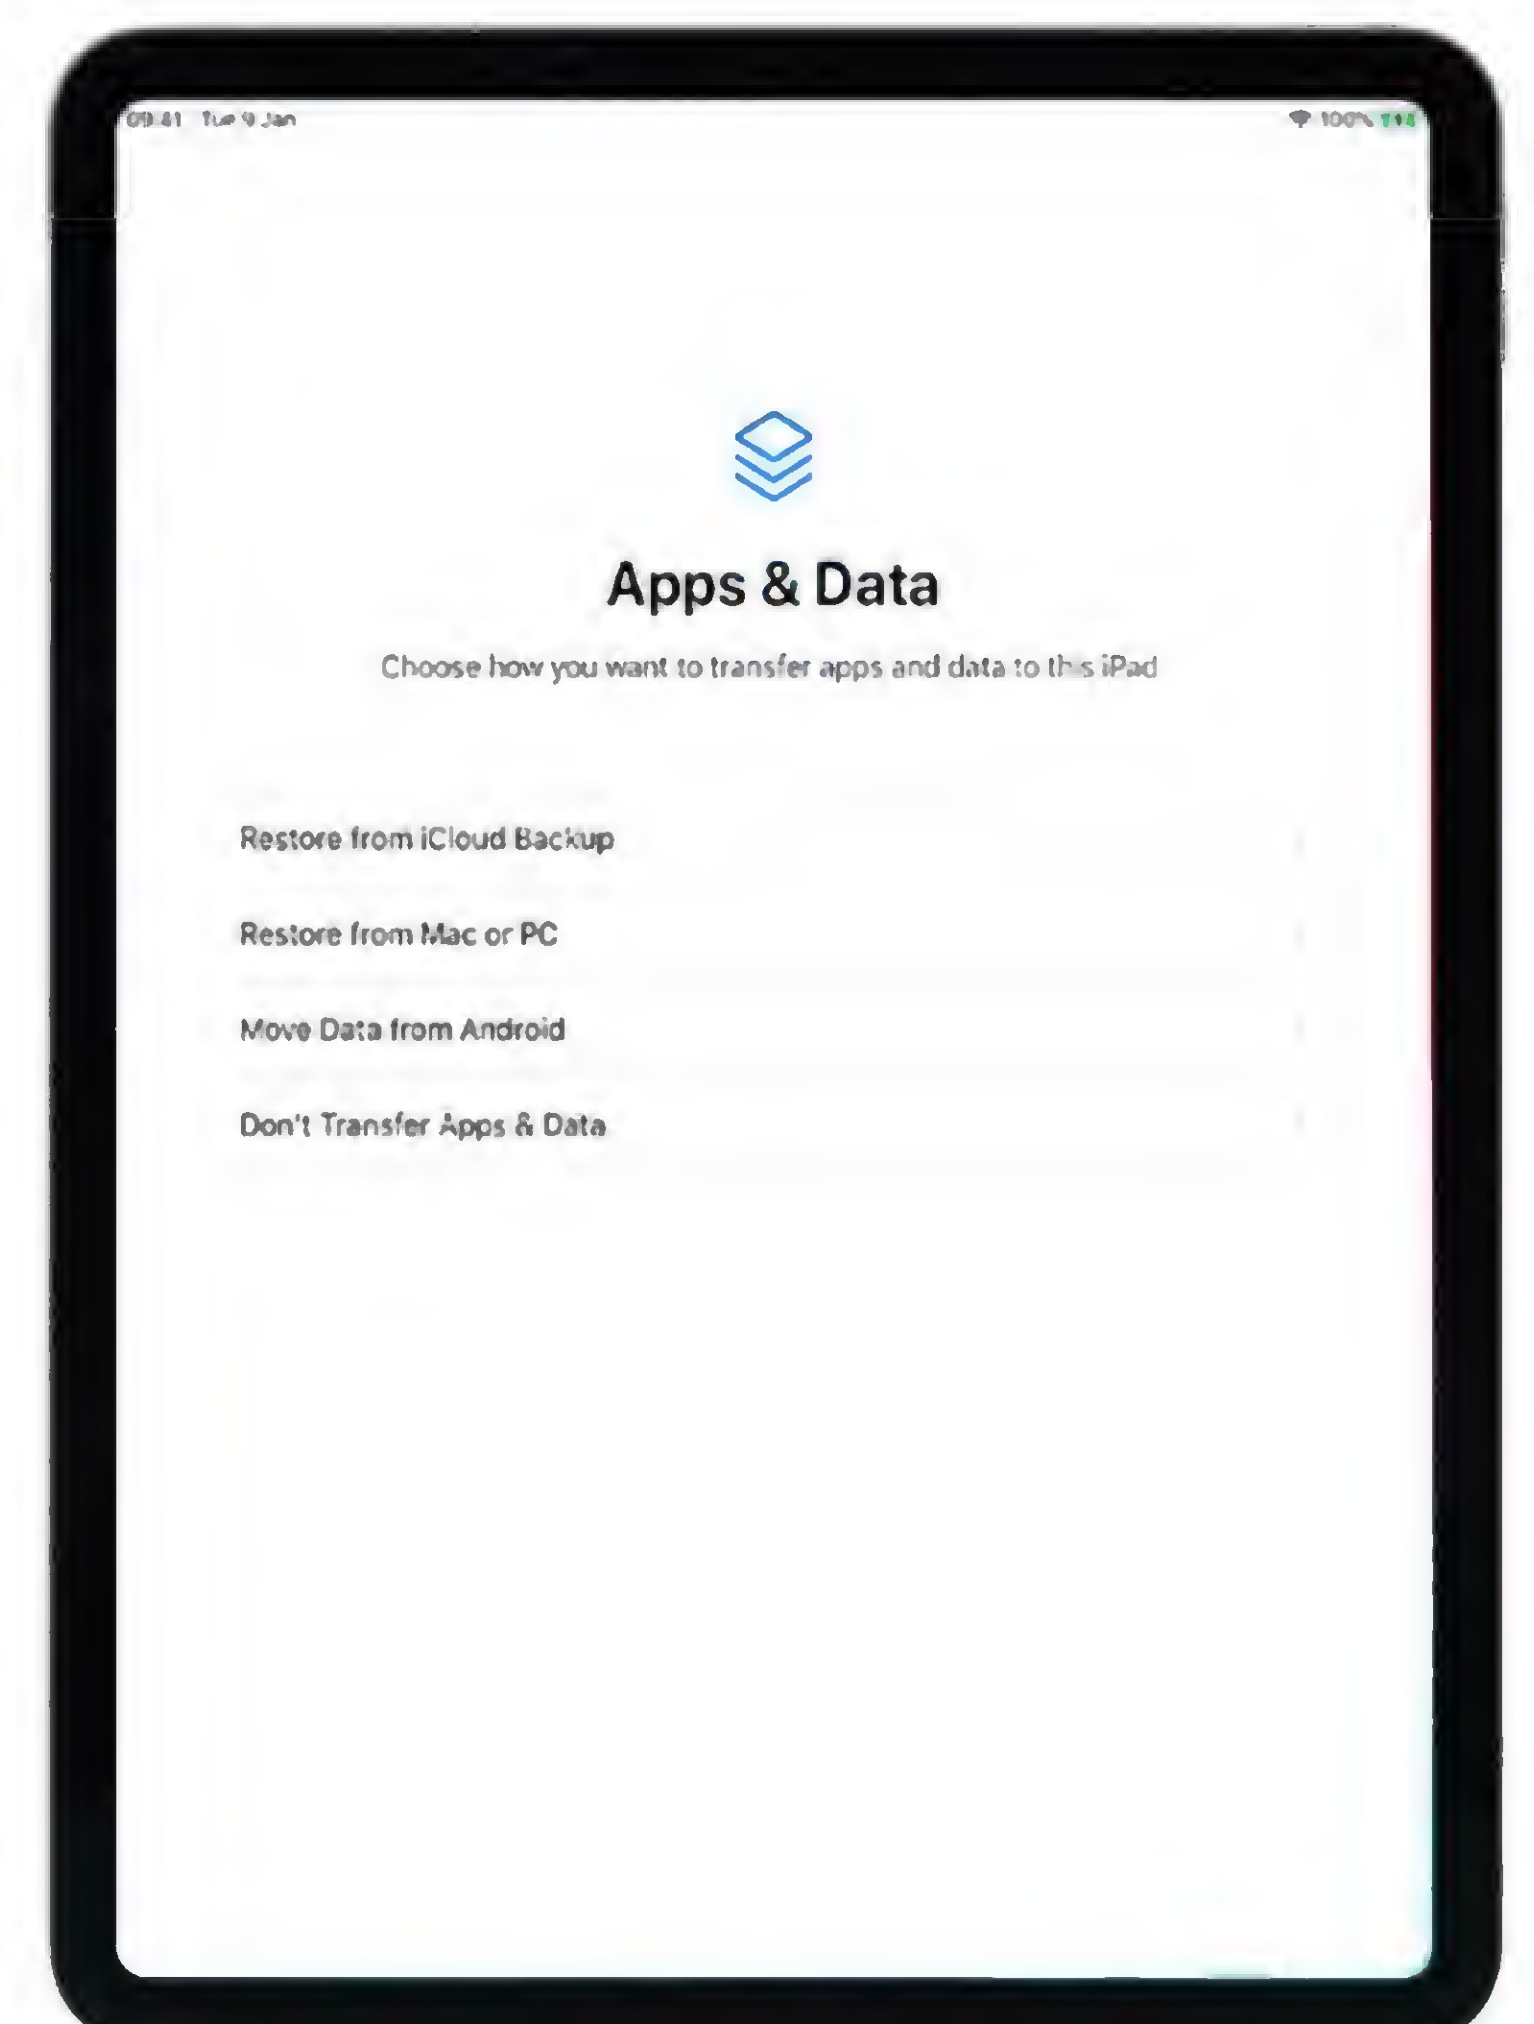 09:41 Tue 9 Jan
100%
Apps & Data
Choose how you want to transfer apps and data to this iPad
Restore from iCloud Backup
Restore from Mac or PC
Move Data from Android
Don't Transfer Apps & Data